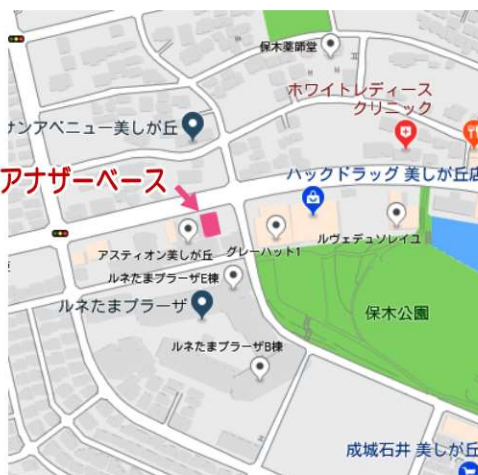 保木薬師堂
ホワイトレディース
クリニック
サンアベニュー美しが丘
アナザーベース
ハックドラッグ 美しが丘店
アスティオン美しが丘
グレーハット1
ルヴェデュソレイユ
ルネたまプラーザE棟
ルネたまプラーザ
保木公園
ルネたまプラーザB棟
成城石井 美しが丘